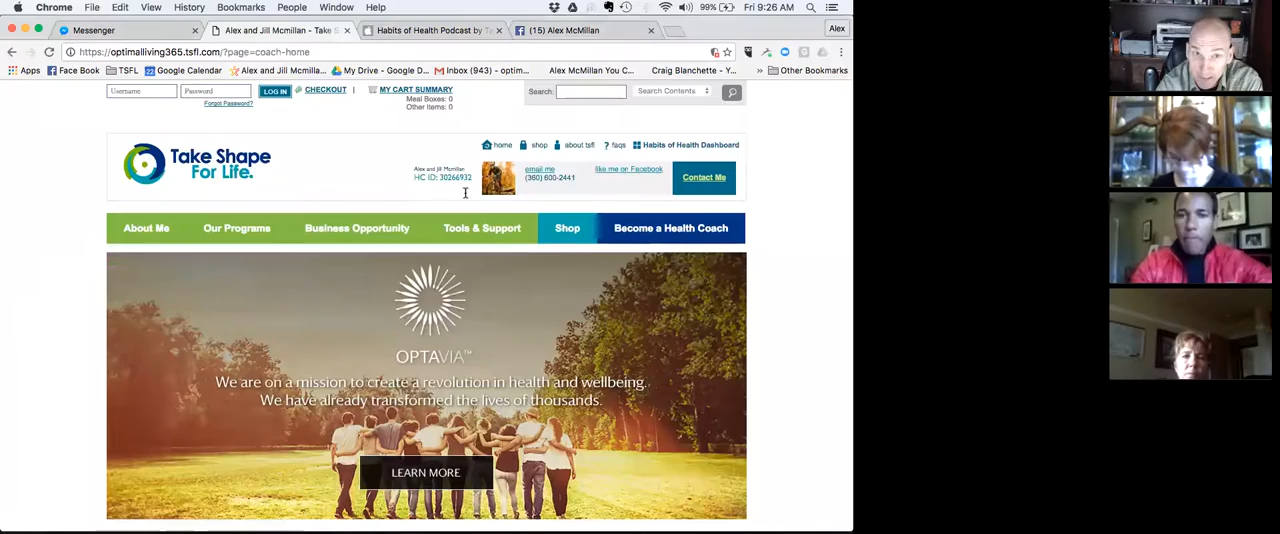 Chrome File Edit View History Bookmarks People Window Help 99% Fri 9:26 AM
Messenger Alex and Jill Mcmillan - Take S Habits of Health Podcast by T (15) Alex McMillan Alex
https://optimalliving365.tsfl.com/?page=coach-home
Apps Face Book TSFL 22 Google Calendar Alex and Jill Mcmilla... My Drive - Google D... Inbox (943) - optim... Alex McMillan You C... Craig Blanchette - Y... » Other Bookmarks
Username Password LOG IN CHECKOUT | MY CART SUMMARY Search: Search Contents
Forgot Password? Meal Boxes: 0
Other Items: 0
home shop about tsfl ? faqs Habits of Health Dashboard
Take Shape
For Life.
Alex and Jill Mcmillan
HC ID: 30266932
email me like me on Facebook
(360) 600-2441
Contact Me
About Me Our Programs Business Opportunity Tools & Support Shop Become a Health Coach
OPTAVIA™
We are on a mission to create a revolution in health and wellbeing.
We have already transformed the lives of thousands.
LEARN MORE